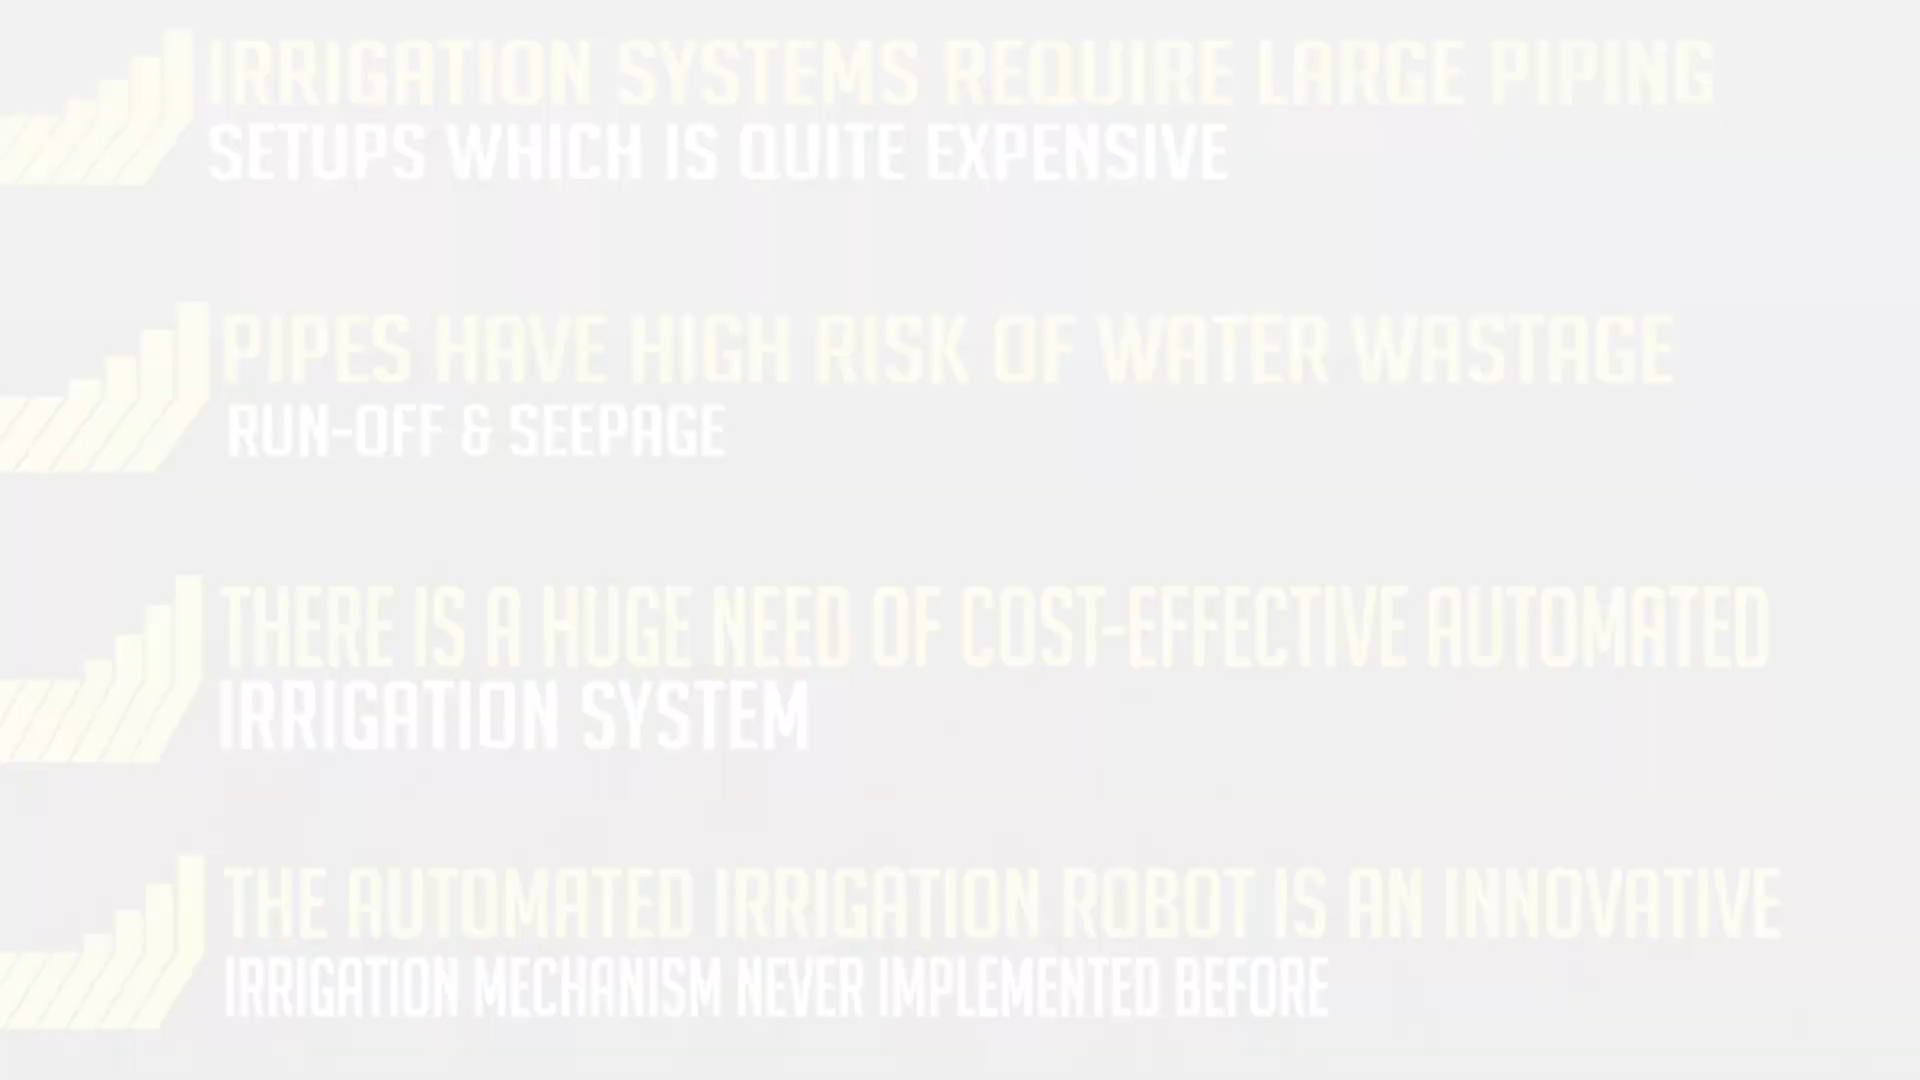 IRRIGATION SYSTEMS REQUIRE LARGE PIPING
SETUPS WHICH IS QUITE EXPENSIVE
PIPES HAVE HIGH RISK OF WATER WASTAGE
RUN-OFF & SEEPAGE
THERE IS A HUGE NEED OF COST-EFFECTIVE AUTOMATED
IRRIGATION SYSTEM
THE AUTOMATED IRRIGATION ROBOT IS AN INNOVATIVE
IRRIGATION MECHANISM NEVER IMPLEMENTED BEFORE